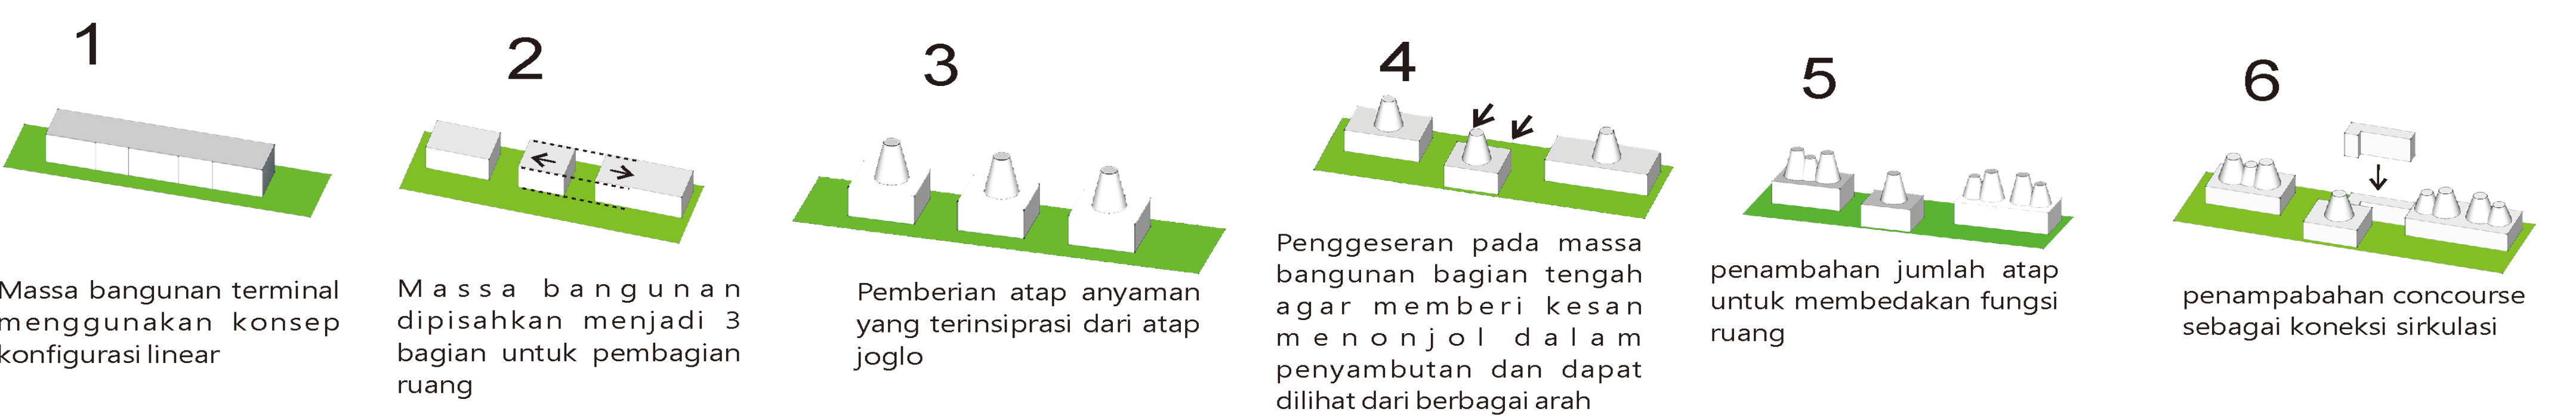 1
Massa bangunan terminal
menggunakan konsep
konfigurasi linear
2
Massa bangunan
dipisahkan menjadi 3
bagian untuk pembagian
ruang
3
Pemberian atap anyaman
yang terinsiprasi dari atap
joglo
4
Penggeseran pada massa
bangunan bagian tengah
agar memberi kesan
menonjol dalam
penyambutan dan dapat
dilihat dari berbagai arah
5
penambahan jumlah atap
untuk membedakan fungsi
ruang
6
penampabahan concourse
sebagai koneksi sirkulasi